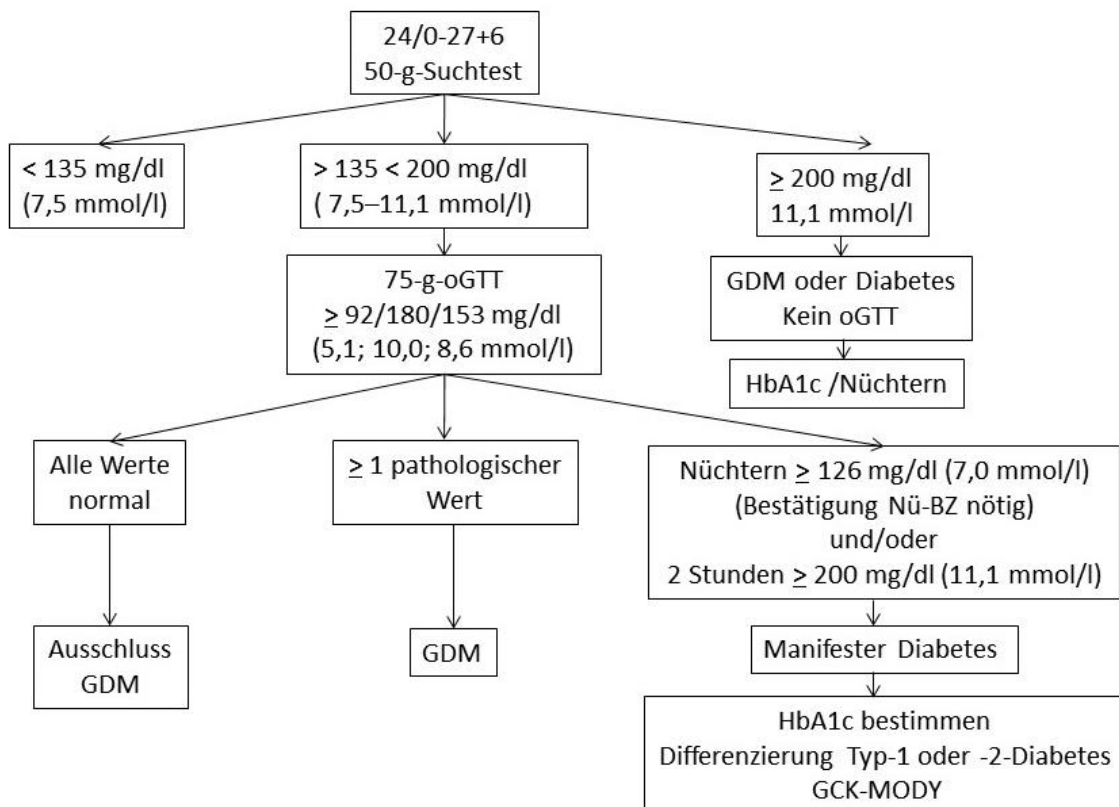 24/0-27+6
50-g-Suchtest
< 135 mg/dl
(7,5 mmol/l)
> 135 < 200 mg/dl
( 7,5–11,1 mmol/l)
≥ 200 mg/dl
11,1 mmol/l
75-g-oGTT
≥ 92/180/153 mg/dl
(5,1; 10,0; 8,6 mmol/l)
GDM oder Diabetes
Kein oGTT
HbA1c /Nüchtern
Alle Werte
normal
≥ 1 pathologischer
Wert
Nüchtern ≥ 126 mg/dl (7,0 mmol/l)
(Bestätigung Nü-BZ nötig)
und/oder
2 Stunden ≥ 200 mg/dl (11,1 mmol/l)
Ausschluss
GDM
GDM
Manifester Diabetes
HbA1c bestimmen
Differenzierung Typ-1 oder -2-Diabetes
GCK-MODY